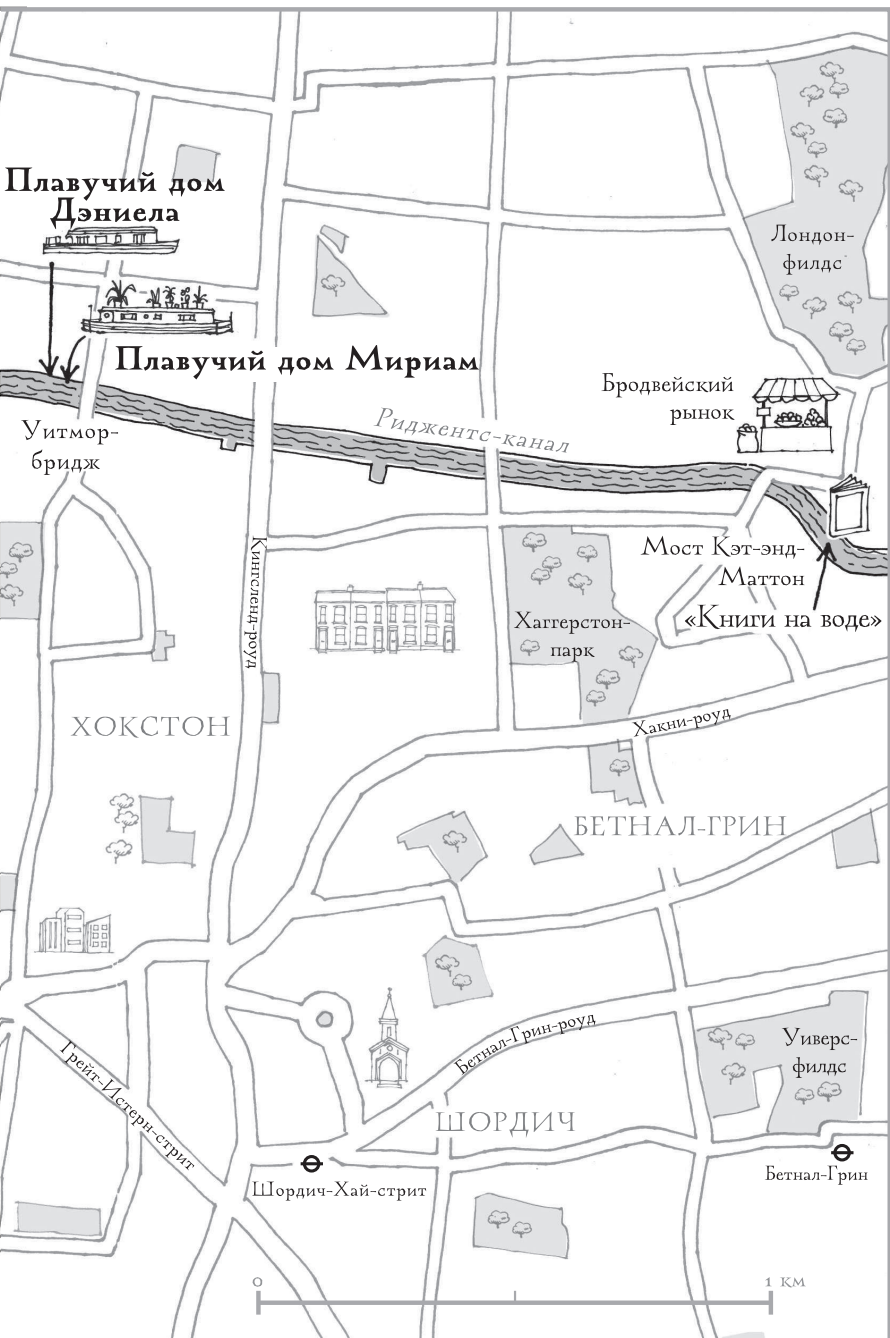 Плавучий дом
Дэниела
Плавучий дом Мириам
Лондон-
филдс
Бродвейский
рынок
Риджентс-канал
Уитмор-
бридж
Кингсленд-роуд
Мост Кэт-энд-
Маттон
«Книги на воде»
Хаггерстон-
парк
ХОКСТОН
Хакни-роуд
БЕТНАЛ-ГРИН
Бетнал-Грин-роуд
Уиверс-
филдс
Грейт-Истерн-стрит
ШОРДИЧ
Шордич-Хай-стрит
Бетнал-Грин
0
1 КМ